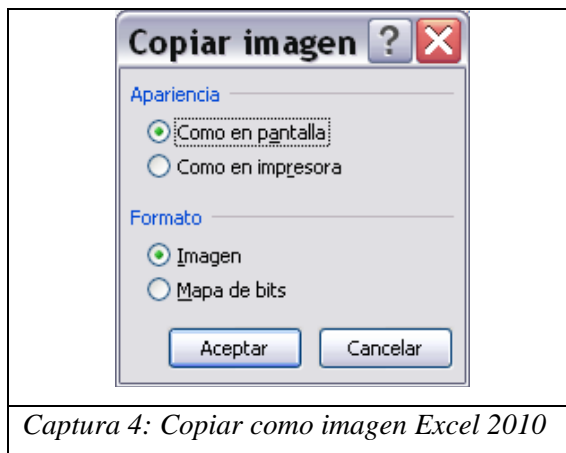 Copiar imagen ?
Apariencia
Como en pantalla
Como en impresora
Formato
Imagen
Mapa de bits
Aceptar Cancelar
Captura 4: Copiar como imagen Excel 2010